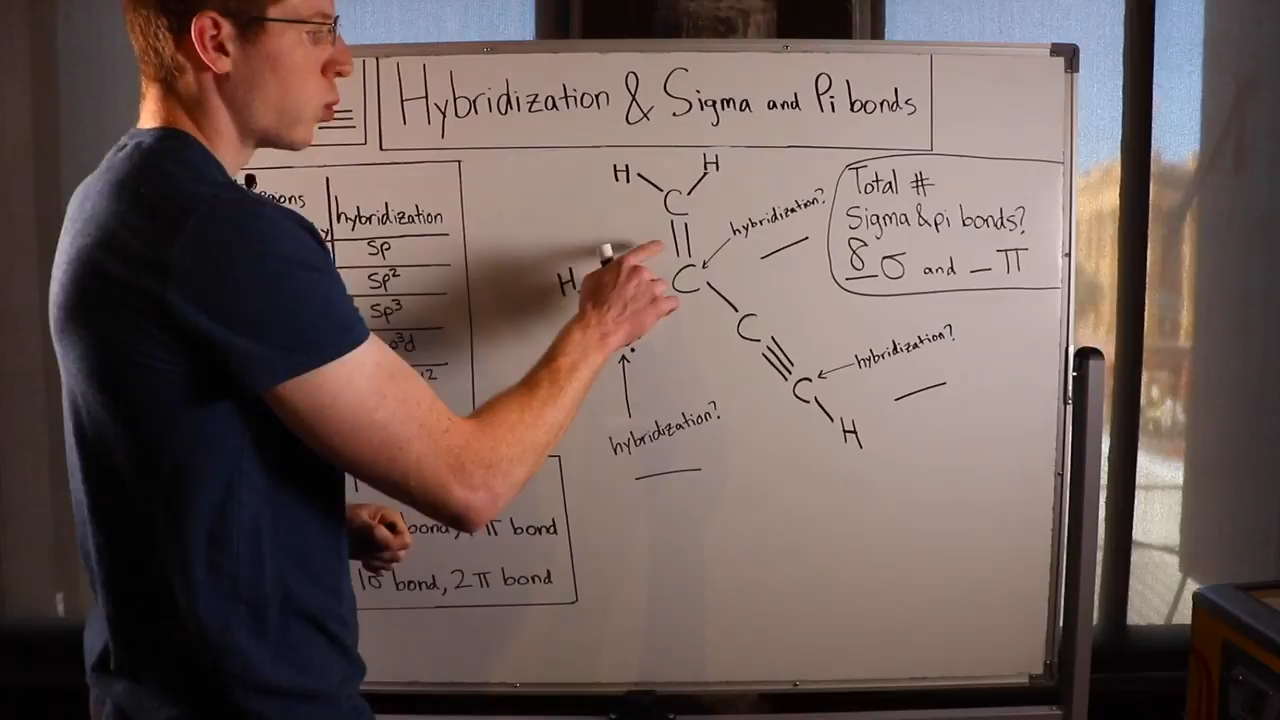 Hybridization & Sigma and Pi bonds
hybridization
Sp
Sp²
Sp³
H H
C
hybridization?
C
H
C
C
H
hybridization?
hybridization?
Total #
Sigma & pi bonds?
8 σ and _ π
π bond
1σ bond, 2π bond